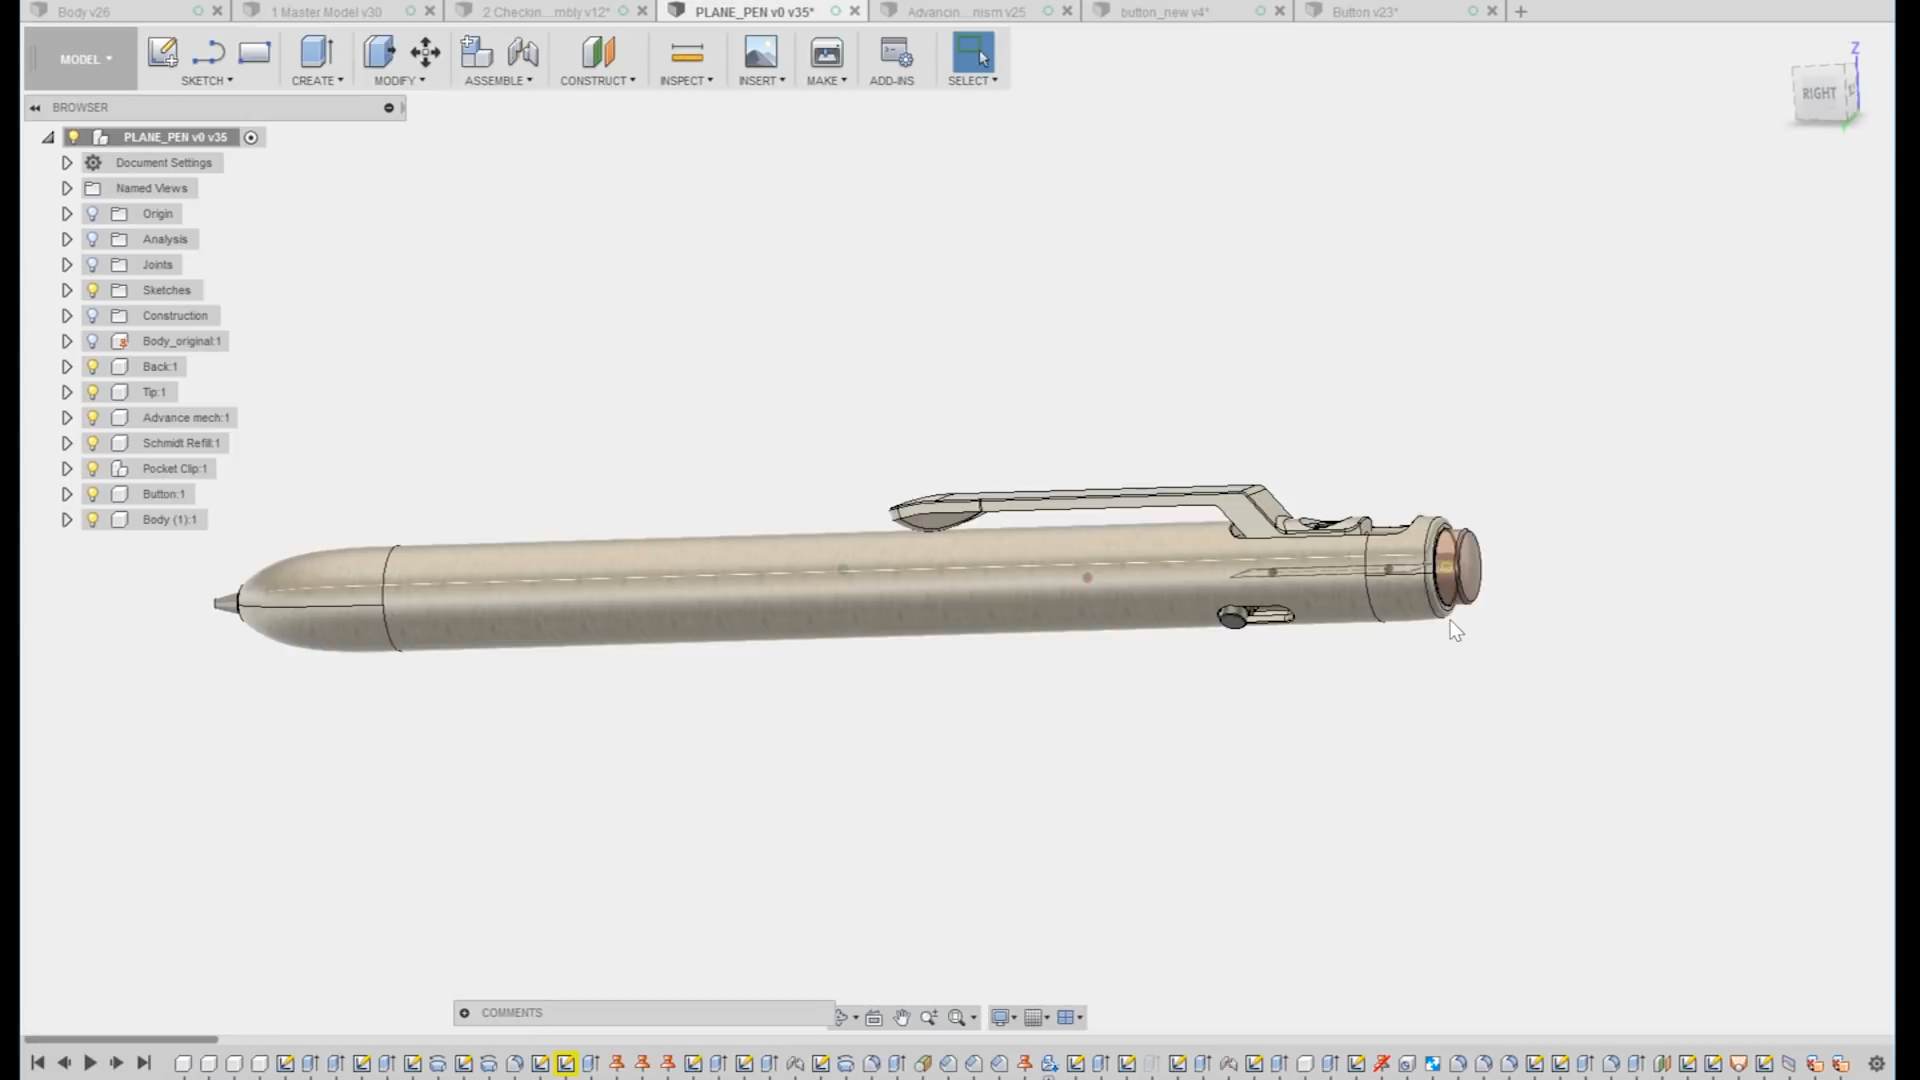 Body v26
1 Master Model v30
2 Checkin...mbly v12*
PLANE_PEN v0 v35*
Advancin...nism v25
button_new v4*
Button v23*
MODEL
SKETCH
CREATE
MODIFY
ASSEMBLE
CONSTRUCT
INSPECT
INSERT
MAKE
ADD-INS
SELECT
Z
RIGHT
BROWSER
PLANE_PEN v0 v35
Document Settings
Named Views
Origin
Analysis
Joints
Sketches
Construction
Body_original:1
Back:1
Tip:1
Advance mech:1
Schmidt Refill:1
Pocket Clip:1
Button:1
Body (1):1
COMMENTS